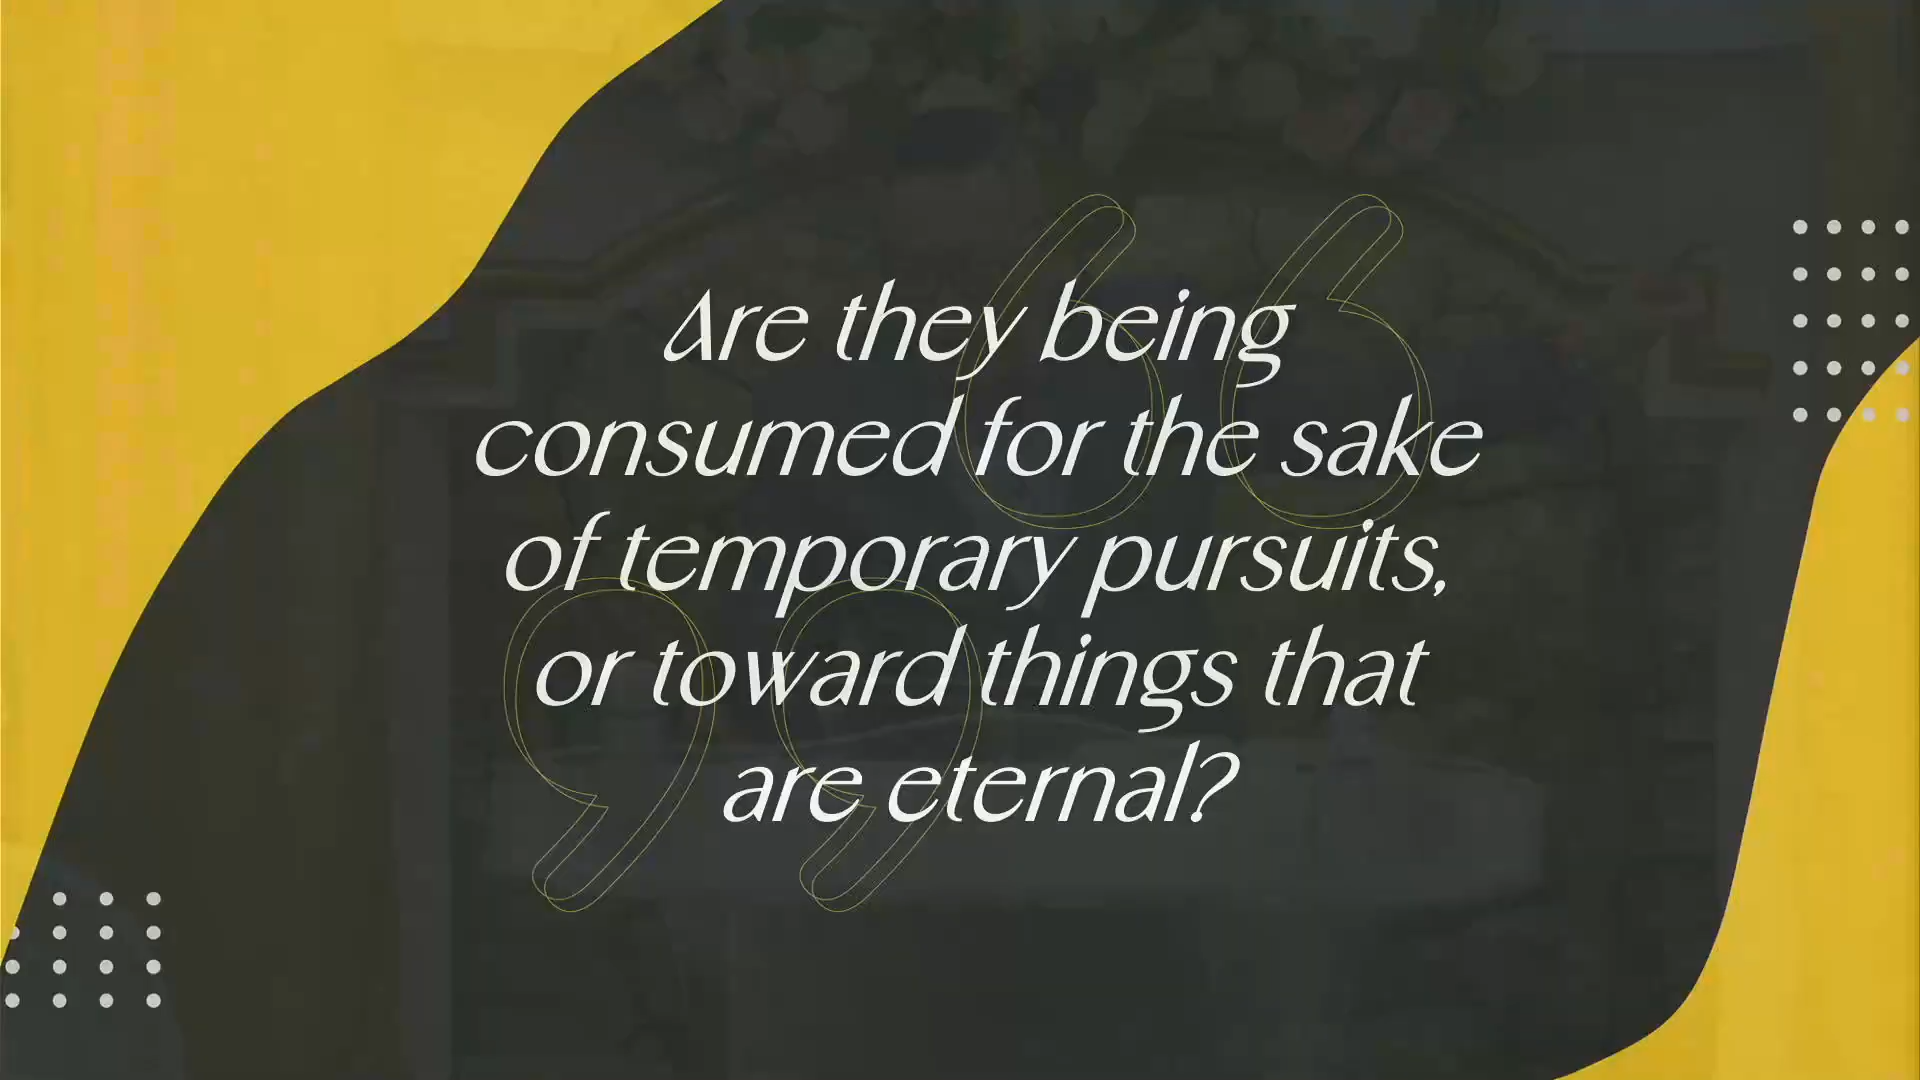 Are they being
consumed for the sake
of temporary pursuits,
or toward things that
are eternal?